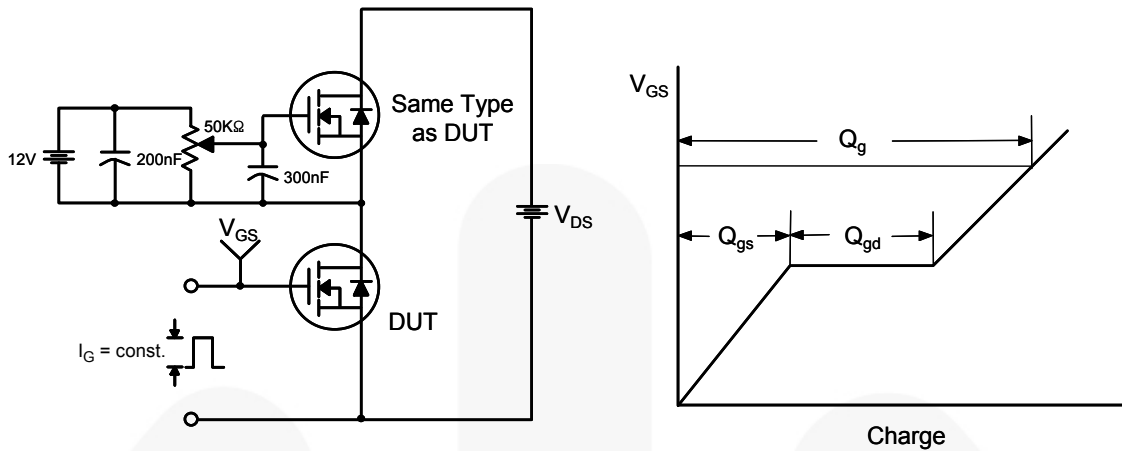 Same Type
as DUT
50KΩ
12V
200nF
300nF
V_GS
V_DS
DUT
I_G = const.
V_GS
Q_g
Q_gs
Q_gd
Charge